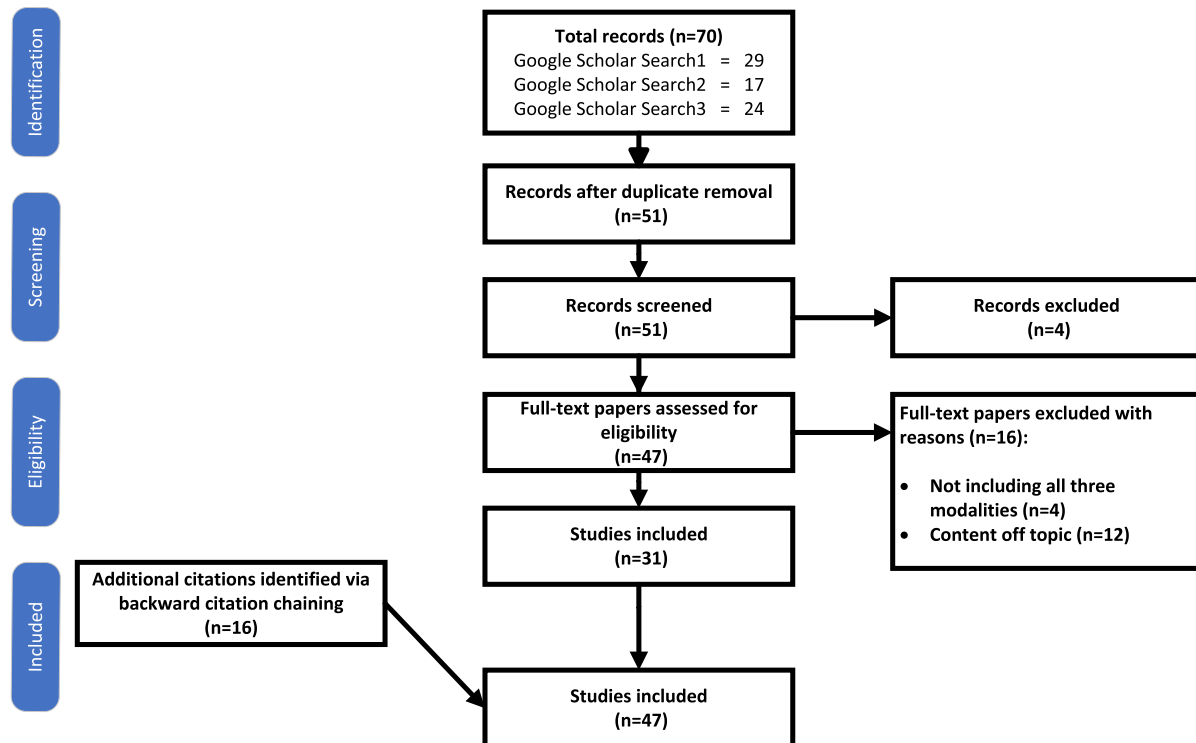 Identification
Total records (n=70)
Google Scholar Search1 = 29
Google Scholar Search2 = 17
Google Scholar Search3 = 24
Screening
Records after duplicate removal
(n=51)
Records screened
(n=51)
Records excluded
(n=4)
Eligibility
Full-text papers assessed for
eligibility
(n=47)
Full-text papers excluded with
reasons (n=16):
• Not including all three
modalities (n=4)
• Content off topic (n=12)
Studies included
(n=31)
Included
Additional citations identified via
backward citation chaining
(n=16)
Studies included
(n=47)